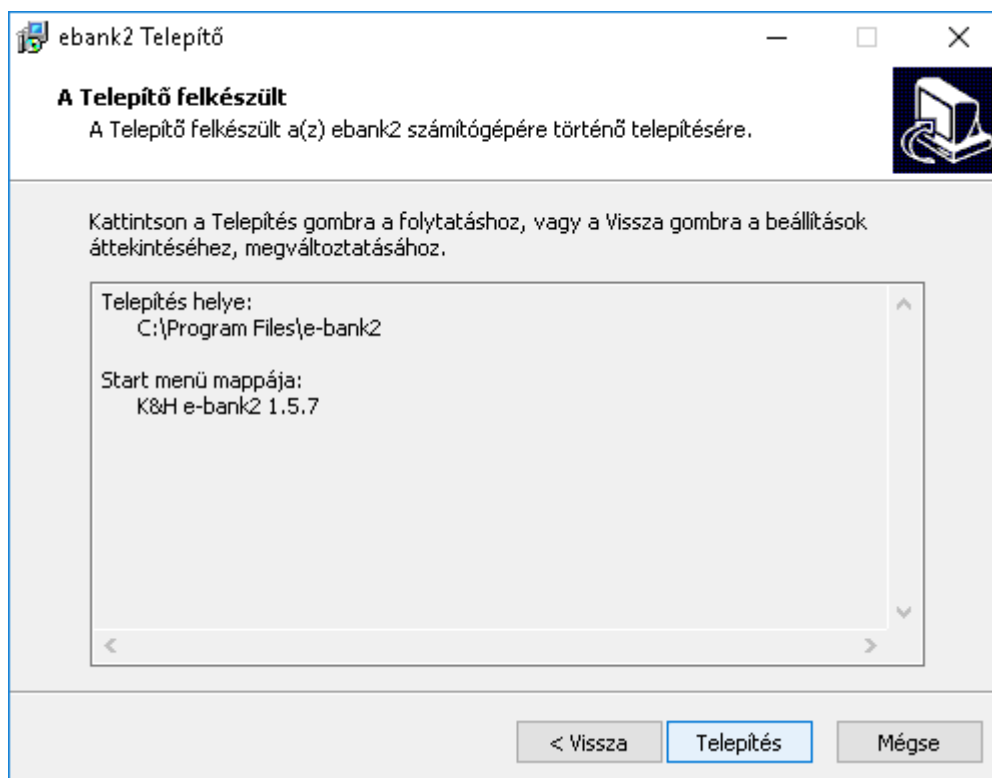 ebank2 Telepítő
A Telepítő felkészült
A Telepítő felkészült a(z) ebank2 számítógépére történő telepítésére.
Kattintson a Telepítés gombra a folytatáshoz, vagy a Vissza gombra a beállítások
áttekintéséhez, megváltoztatásához.
Telepítés helye:
C:\Program Files\e-bank2
Start menü mappája:
K&H e-bank2 1.5.7
< Vissza
Telepítés
Mégse